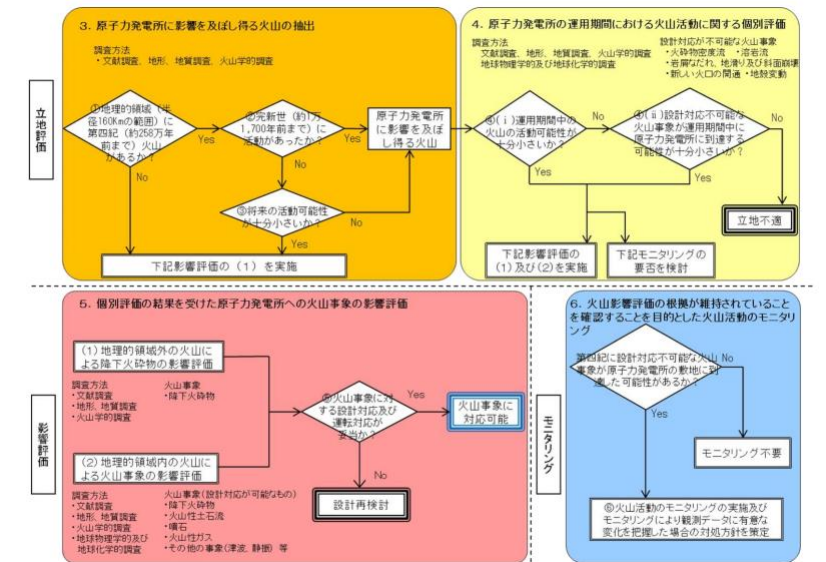 3. 原子力発電所に影響を及ぼし得る火山の抽出
調査方法
・文献調査、地形、地質調査、火山学的調査
立地評価
①地理的領域（半
径160Kmの範囲）に
第四紀（約258万年
前まで）火山
があるか？
Yes
No
②完新世（約1万
1,700年前まで）に
活動があったか？
Yes
No
原子力発電所
に影響を及ぼ
し得る火山
③将来の活動可能性
が十分小さいか？
No
Yes
下記影響評価の（1）を実施
4. 原子力発電所の運用期間における火山活動に関する個別評価
調査方法
文献調査、地形、地質調査、火山学的調査
地球物理学的及び地球化学的調査
設計対応が不可能な火山事象
・火砕物密度流　・溶岩流
・岩屑なだれ、地滑り及び斜面崩壊
・新しい火口の開通　・地殻変動
④(ⅰ)運用期間中の
火山の活動可能性が
十分小さいか？
No
Yes
④(ⅱ)設計対応不可能な
火山事象が運用期間中に
原子力発電所に到達する
可能性が十分小さいか？
No
Yes
立地不適
下記影響評価の
(1)及び(2)を実施
下記モニタリングの
要否を検討
5. 個別評価の結果を受けた原子力発電所への火山事象の影響評価
影響評価
(1)地理的領域外の火山に
よる降下火砕物の影響評価
調査方法
・文献調査
・地形、地質調査
・火山学的調査
火山事象
・降下火砕物
⑤火山事象に対
する設計対応及び
運転対応が
妥当か？
Yes
No
火山事象に
対応可能
設計再検討
(2)地理的領域内の火山に
よる火山事象の影響評価
調査方法
・文献調査
・地形、地質調査
・火山学的調査
・地球物理学的及び
地球化学的調査
火山事象(設計対応が可能なもの)
・降下火砕物
・火山性土石流
・噴石
・火山性ガス
・その他の事象(津波、静振) 等
モニタリング
6. 火山影響評価の根拠が維持されていること
を確認することを目的とした火山活動のモニタリ
ング
第四紀に設計対応不可能な火山
事象が原子力発電所の敷地に到
達した可能性があるか？
No
Yes
モニタリング不要
⑥火山活動のモニタリングの実施及び
モニタリングにより観測データに有意な
変化を把握した場合の対処方針を策定